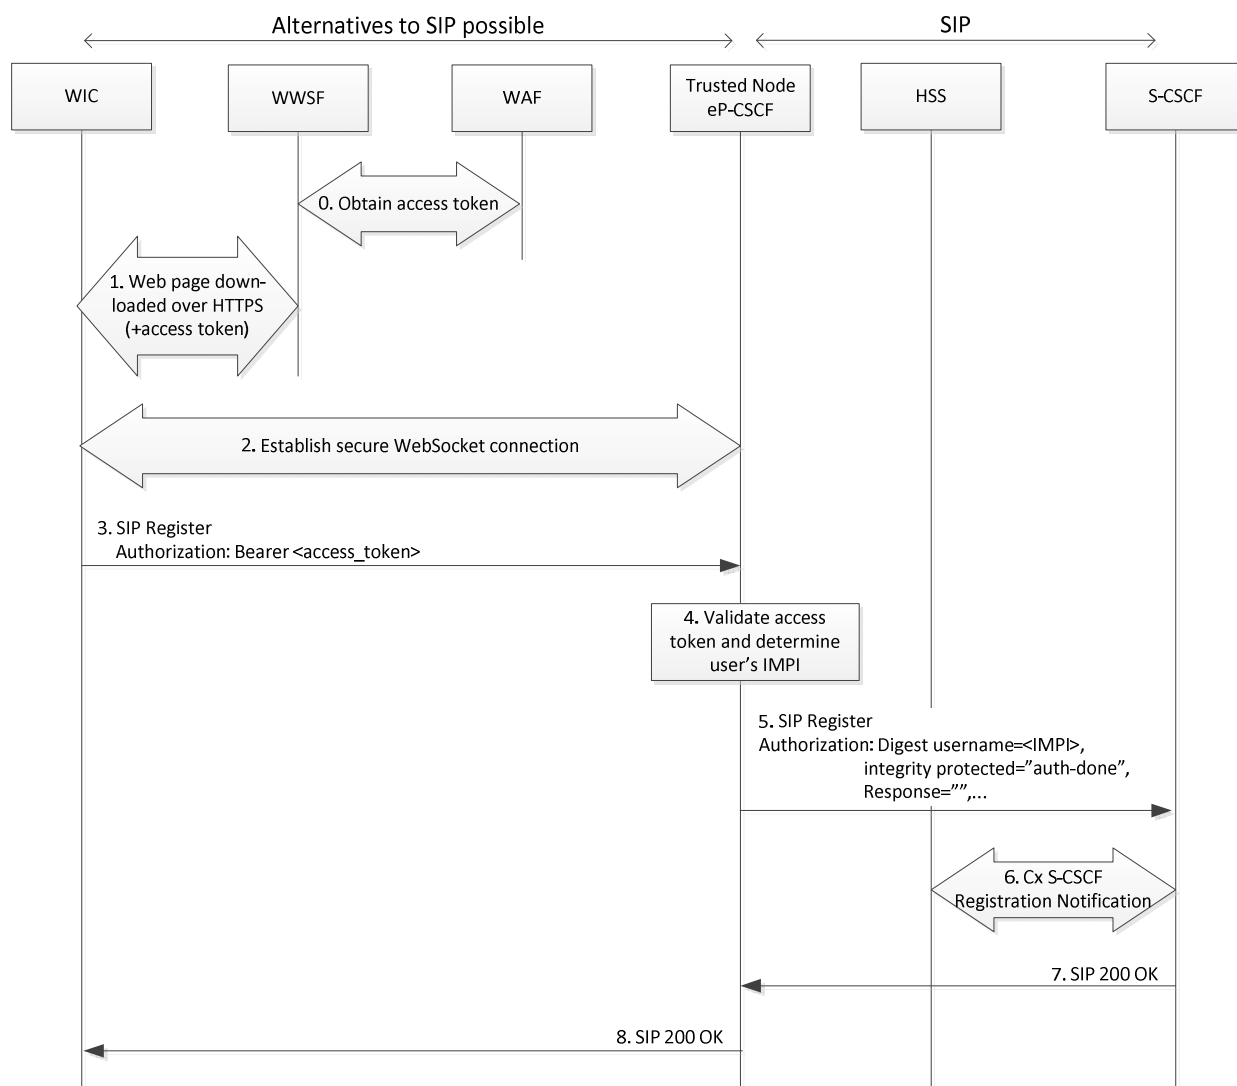 Alternatives to SIP possible
SIP
WIC
WWSF
WAF
Trusted Node
eP-CSCF
HSS
S-CSCF
0. Obtain access token
1. Web page down-
loaded over HTTPS
(+access token)
2. Establish secure WebSocket connection
3. SIP Register
Authorization: Bearer <access_token>
4. Validate access
token and determine
user’s IMPI
5. SIP Register
Authorization: Digest username=<IMPI>,
integrity protected=”auth-done”,
Response=””,...
6. Cx S-CSCF
Registration Notification
7. SIP 200 OK
8. SIP 200 OK